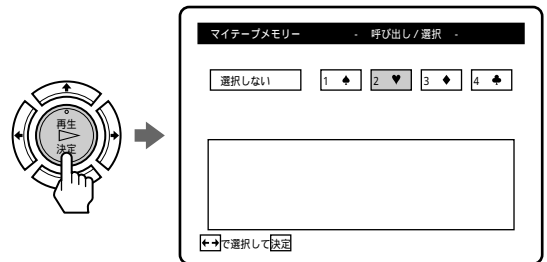 マイテープメモリー - 呼び出し / 選択 -
選択しない 1 ♠ 2 ♥ 3 ♦ 4 ♣
再生
決定
←→で選択して決定